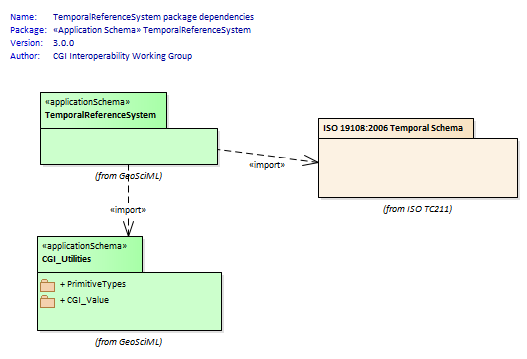 Name: TemporalReferenceSystem package dependencies
Package: «Application Schema» TemporalReferenceSystem
Version: 3.0.0
Author: CGI Interoperability Working Group
«applicationSchema»
TemporalReferenceSystem
ISO 19108:2006 Temporal Schema
«import»
(from GeoSciML)
(from ISO TC211)
«import»
«applicationSchema»
CGI_Utilities
+ PrimitiveTypes
+ CGI_Value
(from GeoSciML)